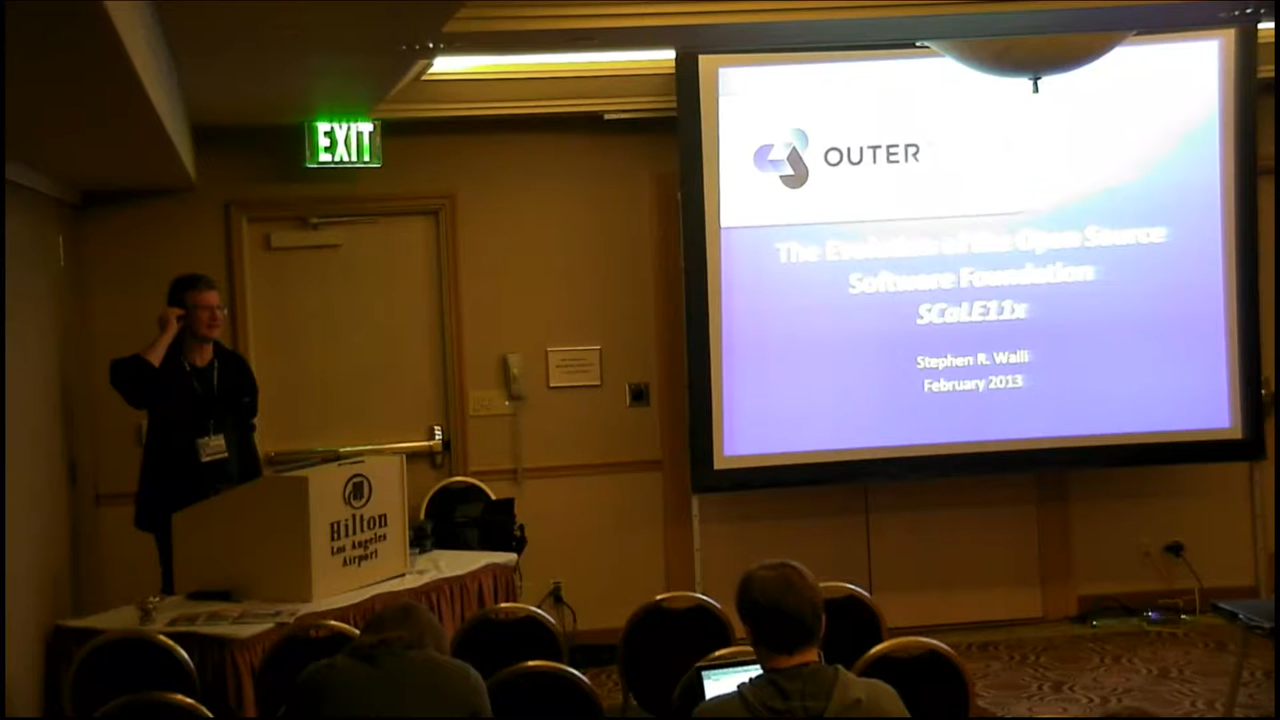 EXIT
OUTER
The Evolution of the Open Source
Software Foundation
SCaLE11x
Stephen R. Walli
February 2013
Hilton
Los Angeles
Airport